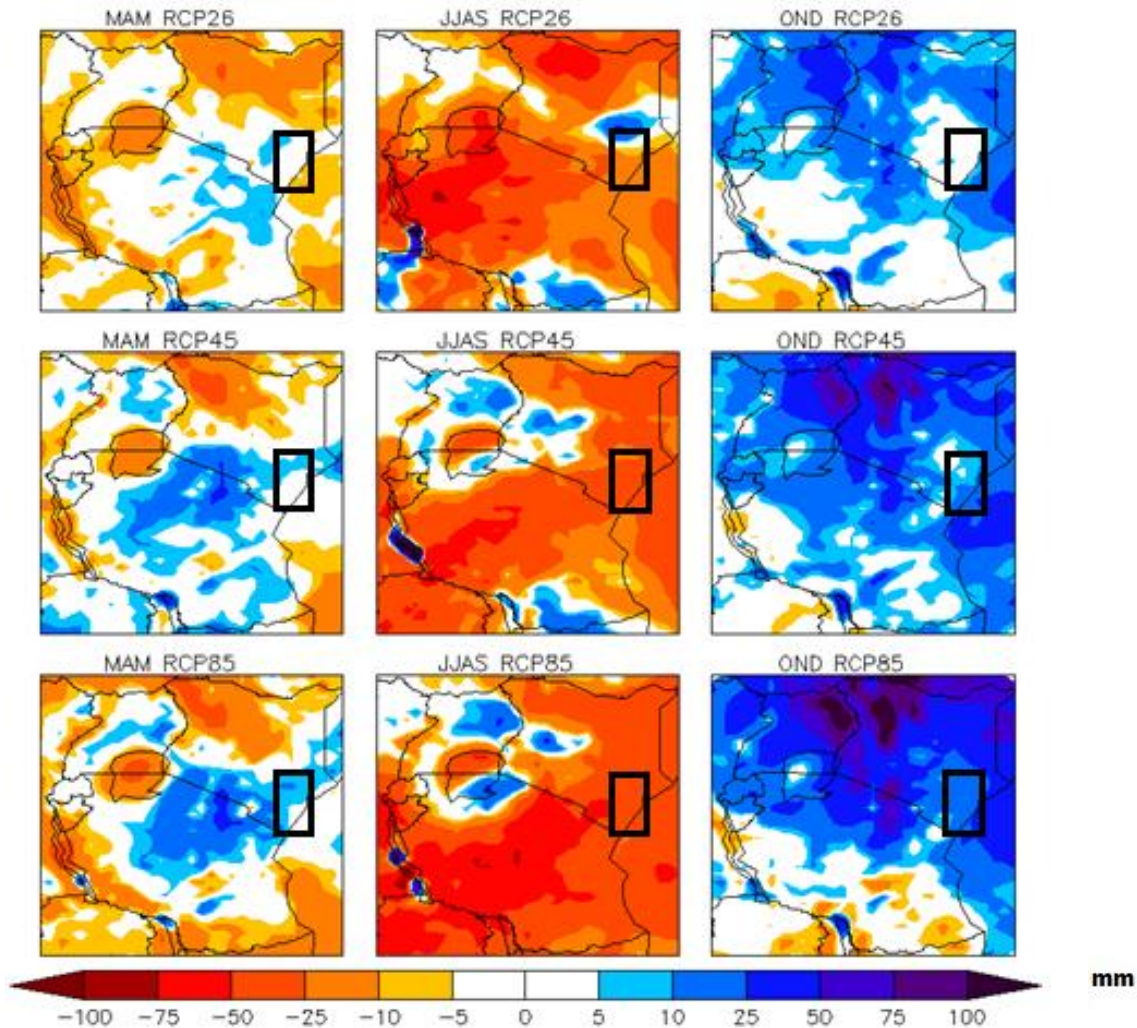 MAM RCP26 JJAS RCP26 OND RCP26
MAM RCP45 JJAS RCP45 OND RCP45
MAM RCP85 JJAS RCP85 OND RCP85
mm
−100 −75 −50 −25 −10 −5 0 5 10 25 50 75 100